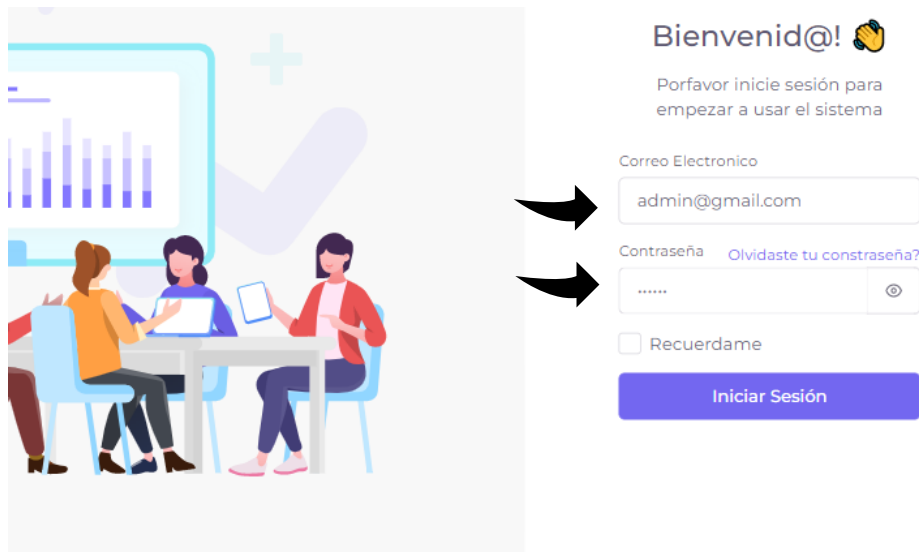 Bienvenid@! 👋
Porfavor inicie sesión para
empezar a usar el sistema
Correo Electronico
admin@gmail.com
Contraseña Olvidaste tu constraseña?
······
Recuerdame
Iniciar Sesión